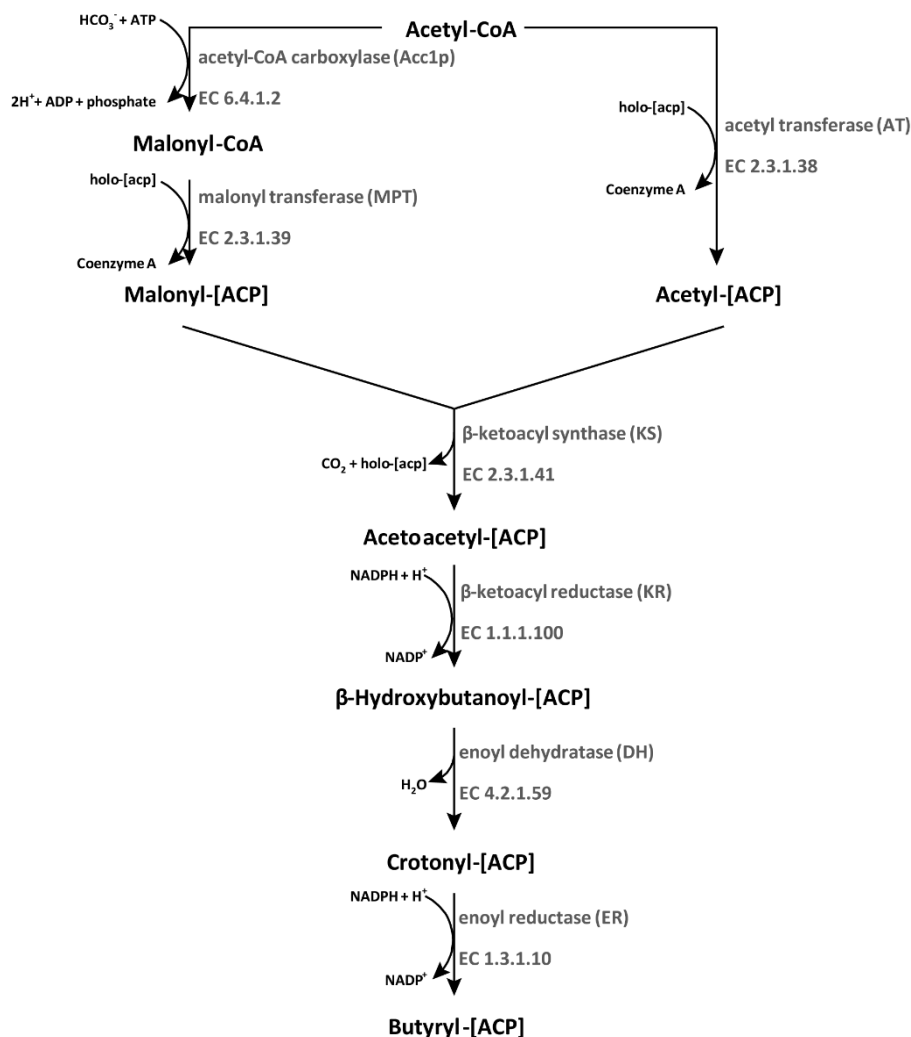 HCO₃⁻ + ATP
Acetyl-CoA
acetyl-CoA carboxylase (Acc1p)
2H⁺ + ADP + phosphate
EC 6.4.1.2
holo-[acp]
acetyl transferase (AT)
Malonyl-CoA
EC 2.3.1.38
holo-[acp]
Coenzyme A
malonyl transferase (MPT)
EC 2.3.1.39
Coenzyme A
Malonyl-[ACP]
Acetyl-[ACP]
β-ketoacyl synthase (KS)
CO₂ + holo-[acp]
EC 2.3.1.41
Acetoacetyl-[ACP]
NADPH + H⁺
β-ketoacyl reductase (KR)
EC 1.1.1.100
NADP⁺
β-Hydroxybutanoyl-[ACP]
enoyl dehydratase (DH)
H₂O
EC 4.2.1.59
Crotonyl-[ACP]
NADPH + H⁺
enoyl reductase (ER)
EC 1.3.1.10
NADP⁺
Butyryl-[ACP]